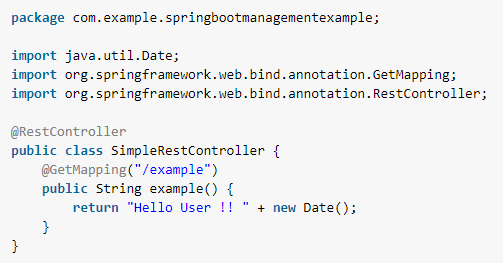 package com.example.springbootmanagementexample;
import java.util.Date;
import org.springframework.web.bind.annotation.GetMapping;
import org.springframework.web.bind.annotation.RestController;
@RestController
public class SimpleRestController {
@GetMapping("/example")
public String example() {
return "Hello User !! " + new Date();
}
}